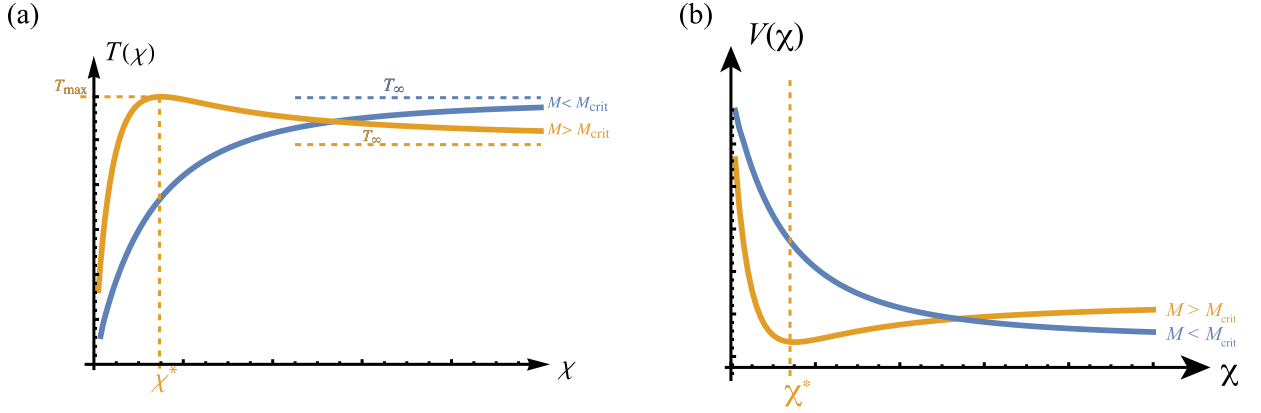 (a)
T(χ)
T_max
T_∞
M < M_crit
M > M_crit
T_∞
χ*
χ
(b)
V(χ)
M > M_crit
M < M_crit
χ*
χ